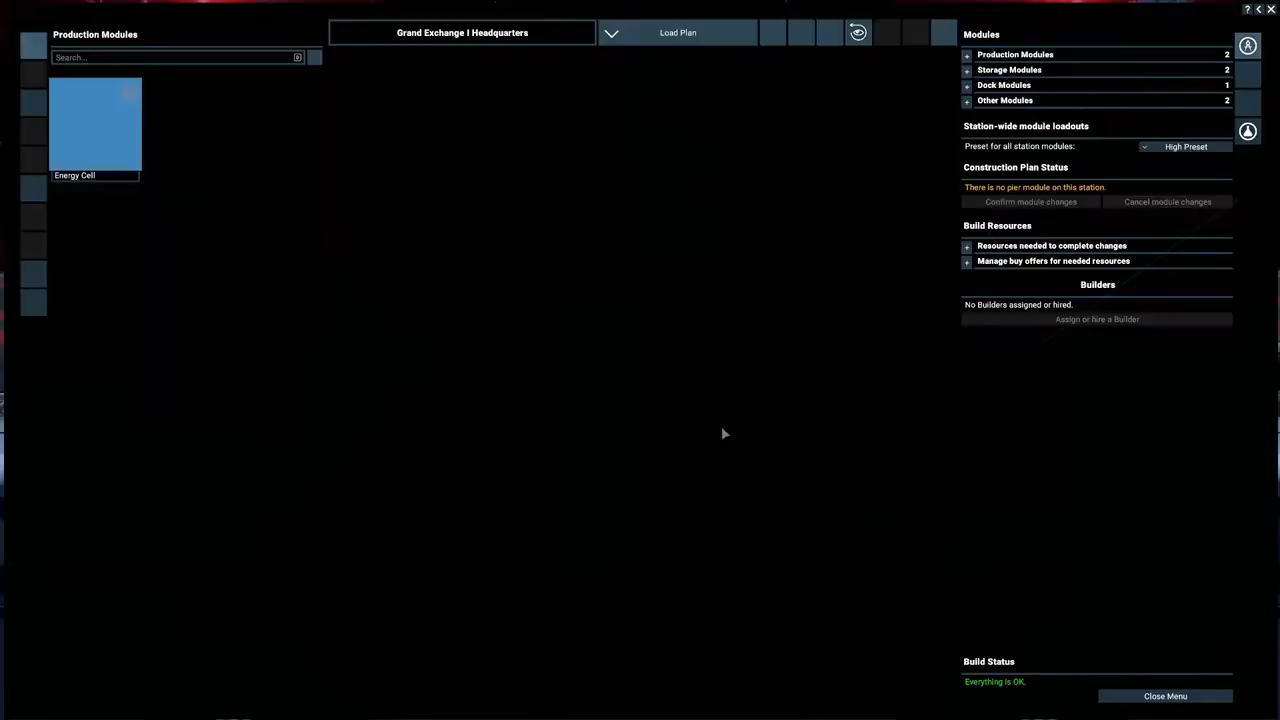 Production Modules
Search...
Energy Cell
Grand Exchange I Headquarters
Load Plan
Modules
Production Modules 2
Storage Modules 2
Dock Modules 1
Other Modules 2
Station-wide module loadouts
Preset for all station modules: High Preset
Construction Plan Status
There is no pier module on this station.
Confirm module changes Cancel module changes
Build Resources
Resources needed to complete changes
Manage buy offers for needed resources
Builders
No Builders assigned or hired.
Assign or hire a Builder
Build Status
Everything is OK.
Close Menu